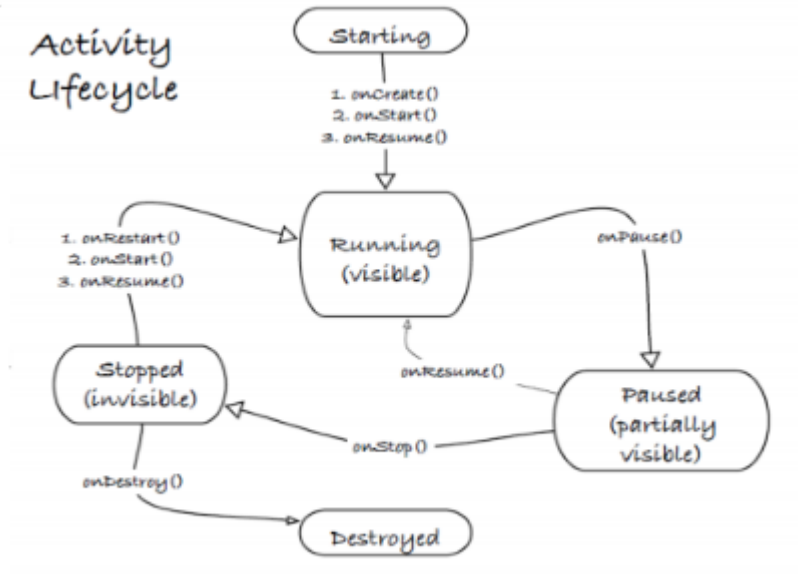 Activity
LIfecycle
Starting
1. onCreate()
2. onStart()
3. onResume()
1. onRestart()
2. onStart()
3. onResume()
Running
(visible)
onPause()
Stopped
(invisible)
onResume()
Paused
(partially
visible)
onStop()
onDestroy()
Destroyed